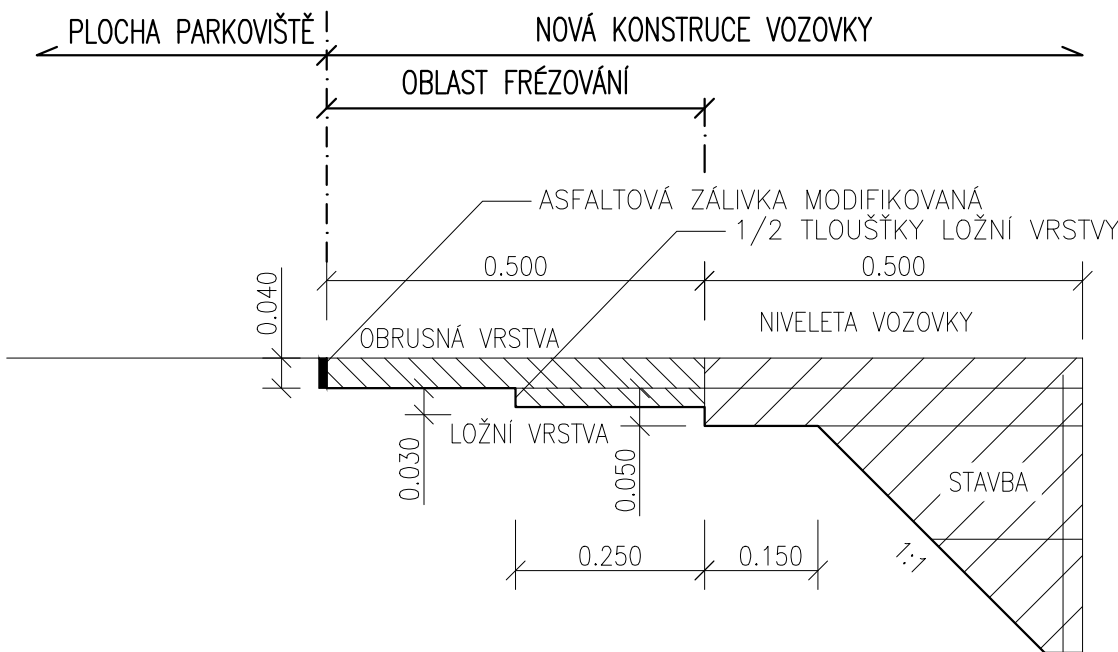 PLOCHA PARKOVIŠTĚ
NOVÁ KONSTRUCE VOZOVKY
OBLAST FRÉZOVÁNÍ
ASFALTOVÁ ZÁLIVKA MODIFIKOVANÁ
1/2 TLOUŠŤKY LOŽNÍ VRSTVY
0.500
0.500
0.040
OBRUSNÁ VRSTVA
NIVELETA VOZOVKY
LOŽNÍ VRSTVA
0.030
0.050
STAVBA
0.250
0.150
1:1